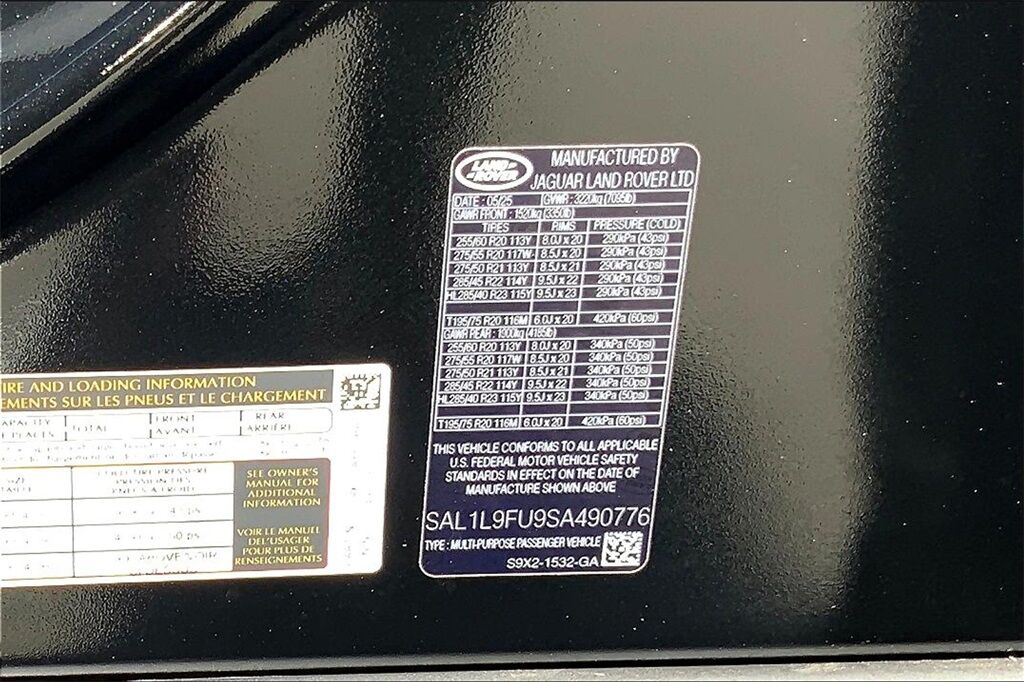 LAND ROVER
MANUFACTURED BY
JAGUAR LAND ROVER LTD
DATE : 05/25 GVWR : 3220kg (7095lb)
GAWR FRONT : 1520kg (3350lb)
TIRES RIMS PRESSURE (COLD)
255/60 R20 113Y 8.0J x 20 290kPa (43psi)
275/55 R20 117W 8.5J x 20 290kPa (43psi)
275/50 R21 113Y 8.5J x 21 290kPa (43psi)
285/45 R22 114Y 9.5J x 22 290kPa (43psi)
HL285/40 R23 115Y 9.5J x 23 290kPa (43psi)
T195/75 R20 116M 6.0J x 20 420kPa (60psi)
GAWR REAR : 1900kg (4185lb)
255/60 R20 113Y 8.0J x 20 340kPa (50psi)
275/55 R20 117W 8.5J x 20 340kPa (50psi)
275/50 R21 113Y 8.5J x 21 340kPa (50psi)
285/45 R22 114Y 9.5J x 22 340kPa (50psi)
HL285/40 R23 115Y 9.5J x 23 340kPa (50psi)
T195/75 R20 116M 6.0J x 20 420kPa (60psi)
THIS VEHICLE CONFORMS TO ALL APPLICABLE
U.S. FEDERAL MOTOR VEHICLE SAFETY
STANDARDS IN EFFECT ON THE DATE OF
MANUFACTURE SHOWN ABOVE
SAL1L9FU9SA490776
TYPE : MULTI-PURPOSE PASSENGER VEHICLE
S9X2-1532-GA
IRE AND LOADING INFORMATION
EMENTS SUR LES PNEUS ET LE CHARGEMENT
APACITY TOTAL FRONT REAR
PLACES AVANT ARRIÈRE
SIZE
SEE OWNER'S
MANUAL FOR
ADDITIONAL
INFORMATION
VOIR LE MANUEL
DE L'USAGER
POUR PLUS DE
RENSEIGNEMENTS